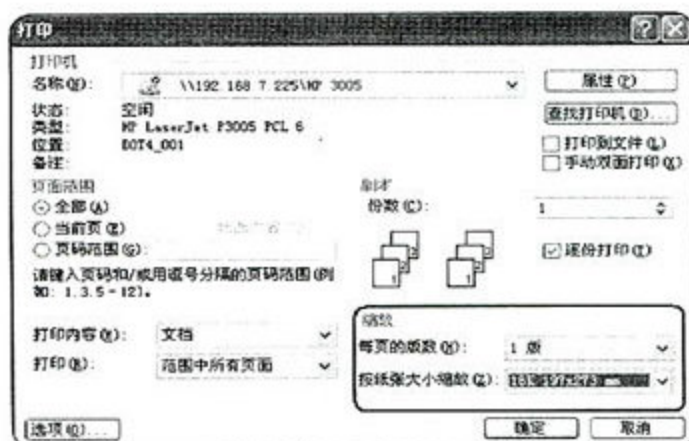 打印
打印机
名称(N): \\192.168.7.225\HP 3005 属性(P)
状态: 空闲 查找打印机(D)...
类型: HP LaserJet P3005 PCL 6
位置: DOT4_001 打印到文件(L)
备注: 手动双面打印(X)
页面范围 副本
全部(A) 份数(C): 1
当前页(E)
页码范围(G): 逐份打印(T)
请键入页码和/或用逗号分隔的页码范围(例
如: 1,3,5-12)。
缩放
打印内容(W): 文档 每页的版数(H): 1 版
打印(R): 范围中所有页面 按纸张大小缩放(Z):
选项(O)... 确定 取消